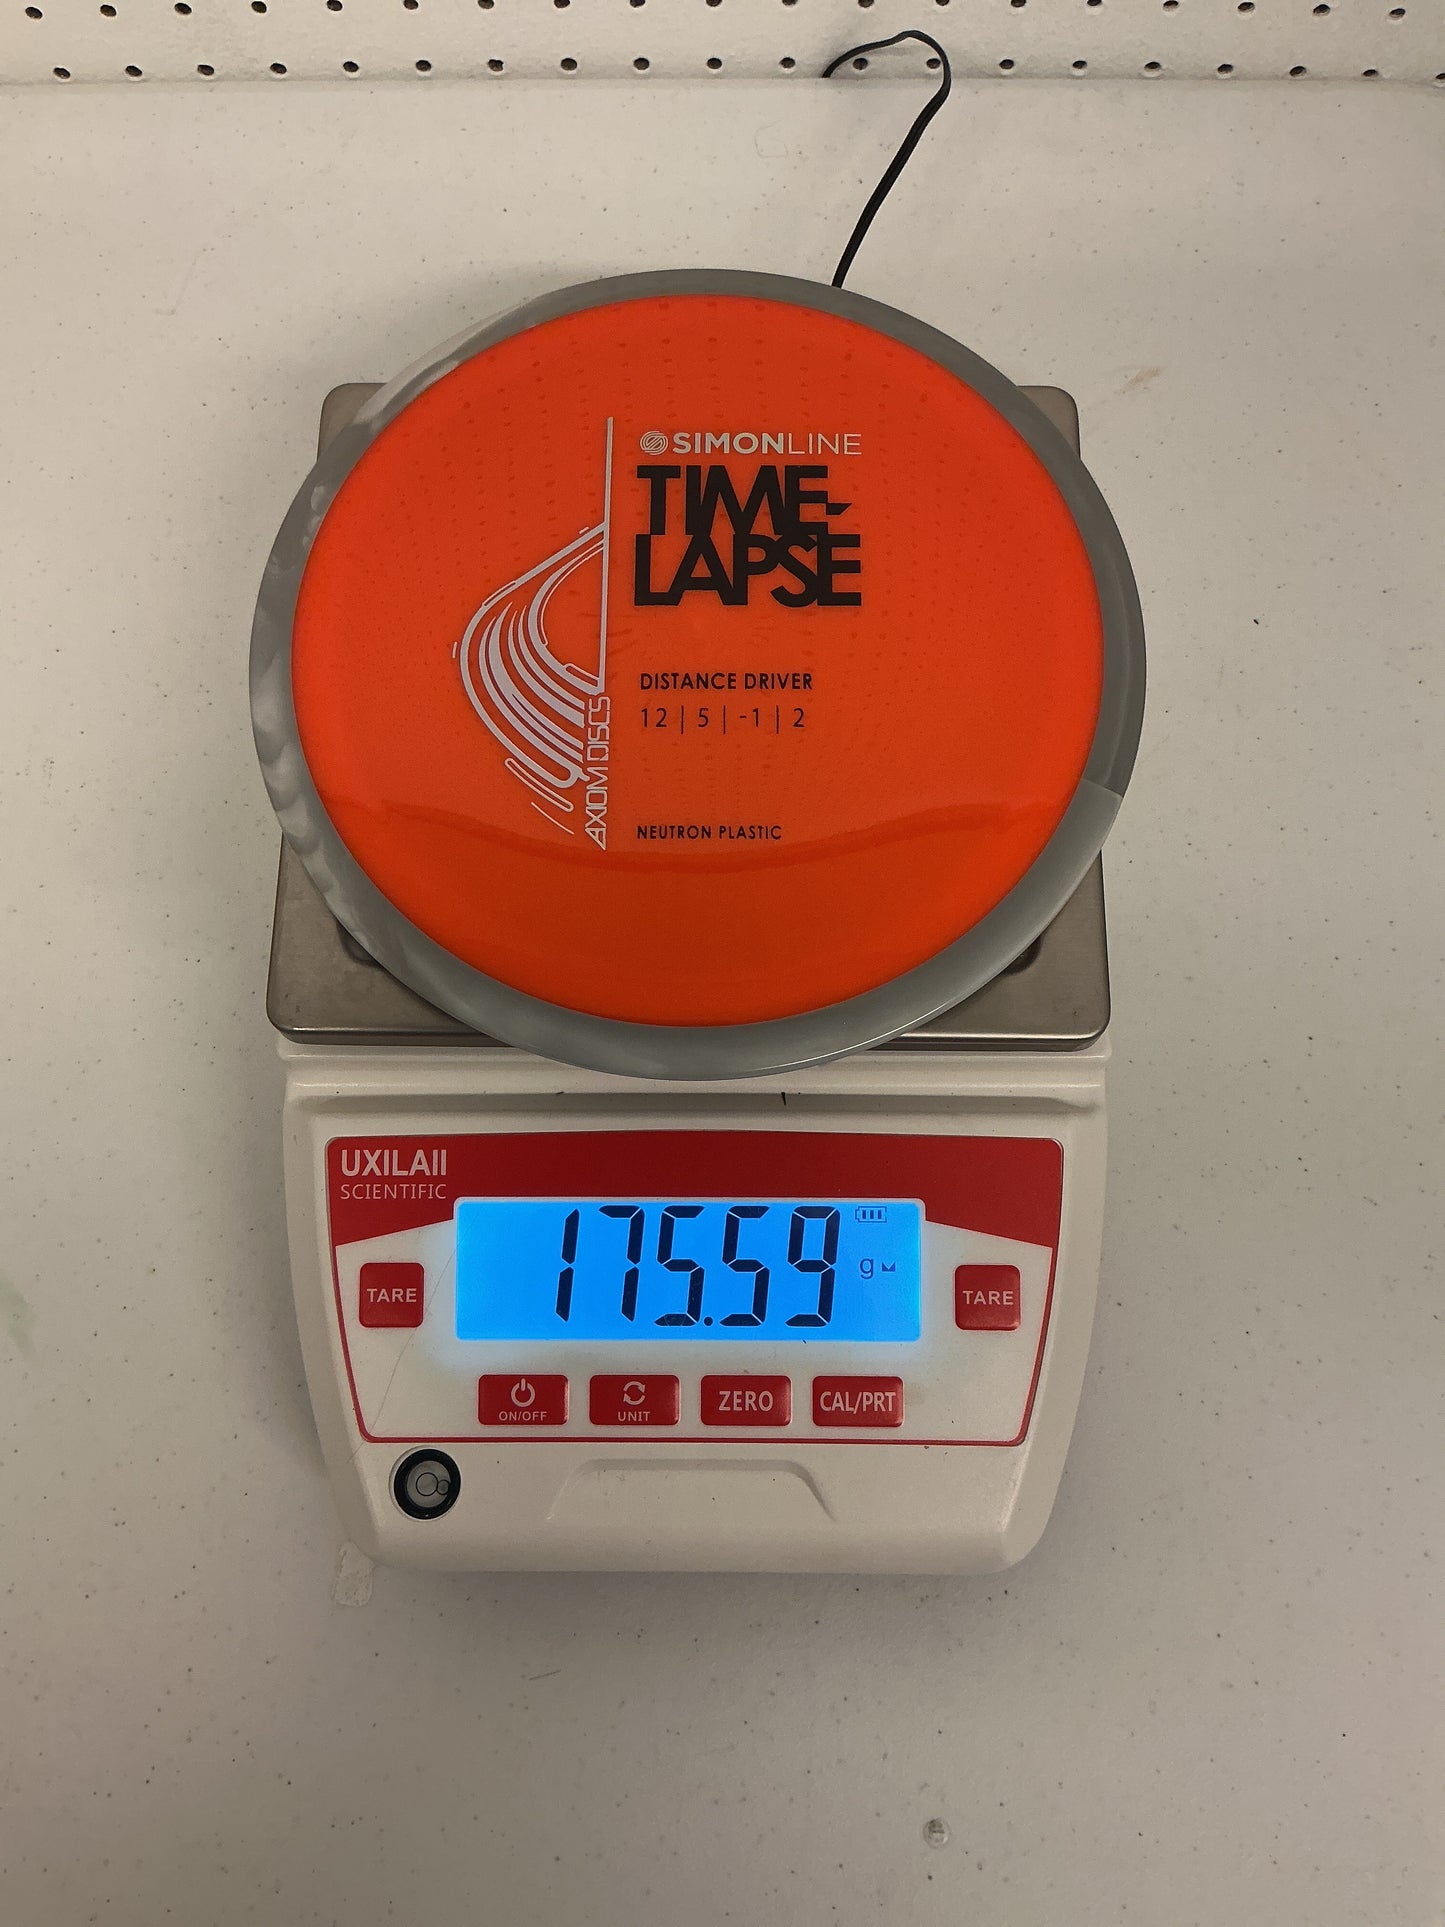 SIMONLINE
TIME-
LAPSE
DISTANCE DRIVER
12 | 5 | -1 | 2
AXIOM DISCS
NEUTRON PLASTIC
UXILAII
SCIENTIFIC
175.59 g
TARE
TARE
ON/OFF
UNIT
ZERO
CAL/PRT